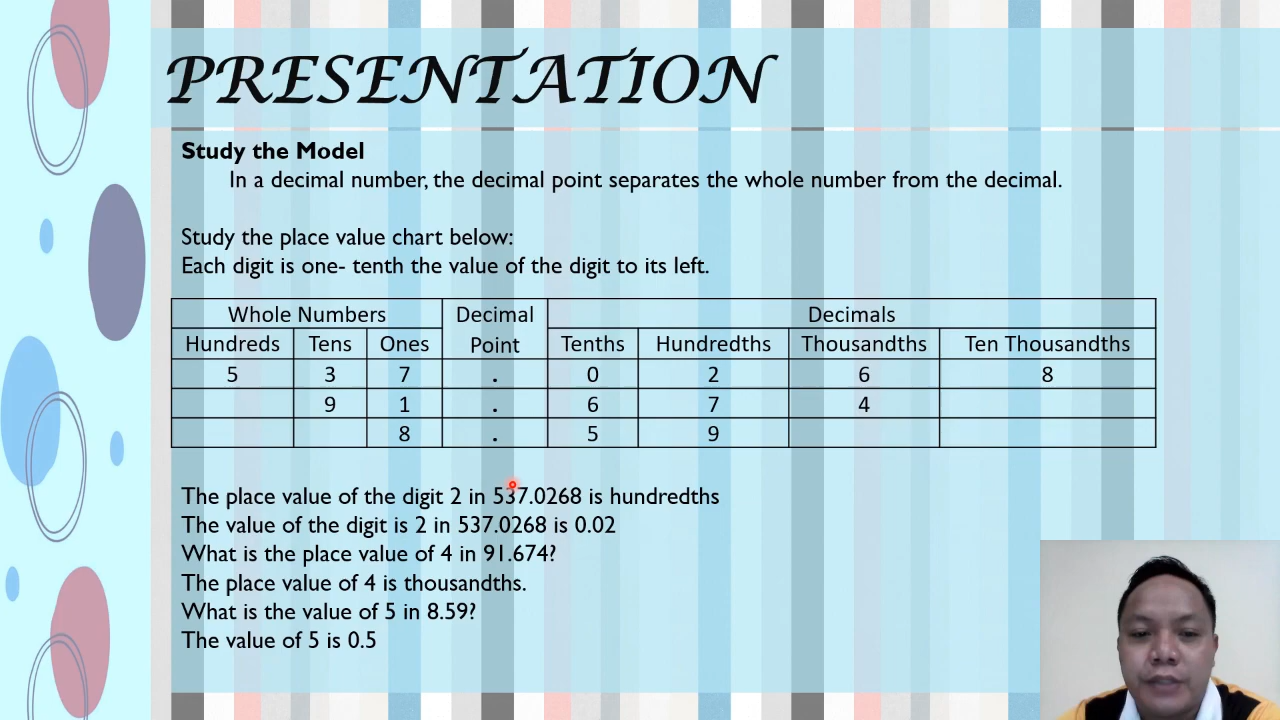 PRESENTATION
Study the Model
In a decimal number, the decimal point separates the whole number from the decimal.
Study the place value chart below:
Each digit is one- tenth the value of the digit to its left.
Whole Numbers Decimal Point Decimals
Hundreds Tens Ones Tenths Hundredths Thousandths Ten Thousandths
5 3 7 . 0 2 6 8
9 1 . 6 7 4
8 . 5 9
The place value of the digit 2 in 537.0268 is hundredths
The value of the digit is 2 in 537.0268 is 0.02
What is the place value of 4 in 91.674?
The place value of 4 is thousandths.
What is the value of 5 in 8.59?
The value of 5 is 0.5